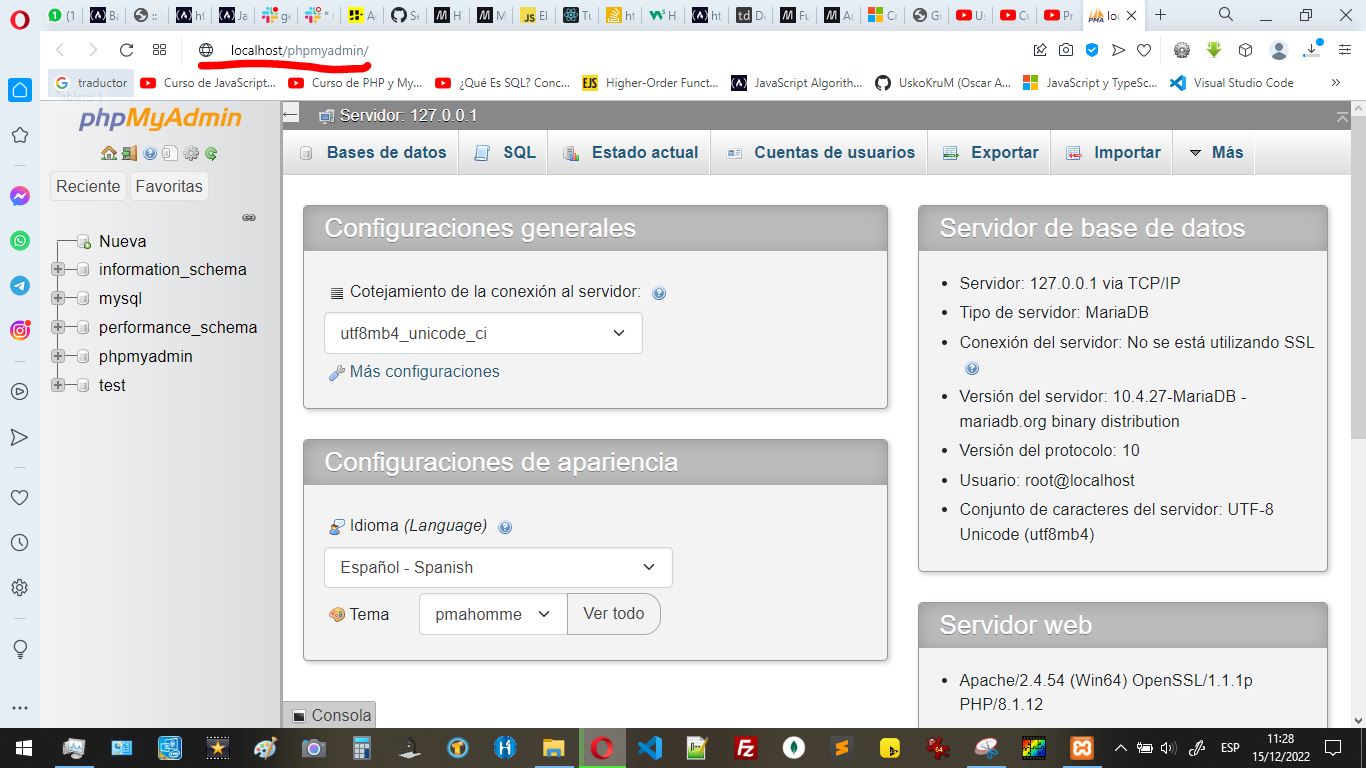 localhost/phpmyadmin/
traductor
Curso de JavaScript...
Curso de PHP y My...
¿Qué Es SQL? Conc...
Higher-Order Funct...
JavaScript Algorith...
UskoKruM (Oscar A...
JavaScript y TypeSc...
Visual Studio Code
phpMyAdmin
Reciente
Favoritas
Nueva
information_schema
mysql
performance_schema
phpmyadmin
test
Servidor: 127.0.0.1
Bases de datos
SQL
Estado actual
Cuentas de usuarios
Exportar
Importar
Más
Configuraciones generales
Cotejamiento de la conexión al servidor:
utf8mb4_unicode_ci
Más configuraciones
Configuraciones de apariencia
Idioma (Language)
Español - Spanish
Tema
pmahomme
Ver todo
Servidor de base de datos
Servidor: 127.0.0.1 via TCP/IP
Tipo de servidor: MariaDB
Conexión del servidor: No se está utilizando SSL
Versión del servidor: 10.4.27-MariaDB -
mariadb.org binary distribution
Versión del protocolo: 10
Usuario: root@localhost
Conjunto de caracteres del servidor: UTF-8
Unicode (utf8mb4)
Servidor web
Apache/2.4.54 (Win64) OpenSSL/1.1.1p
PHP/8.1.12
Consola
ESP
11:28
15/12/2022